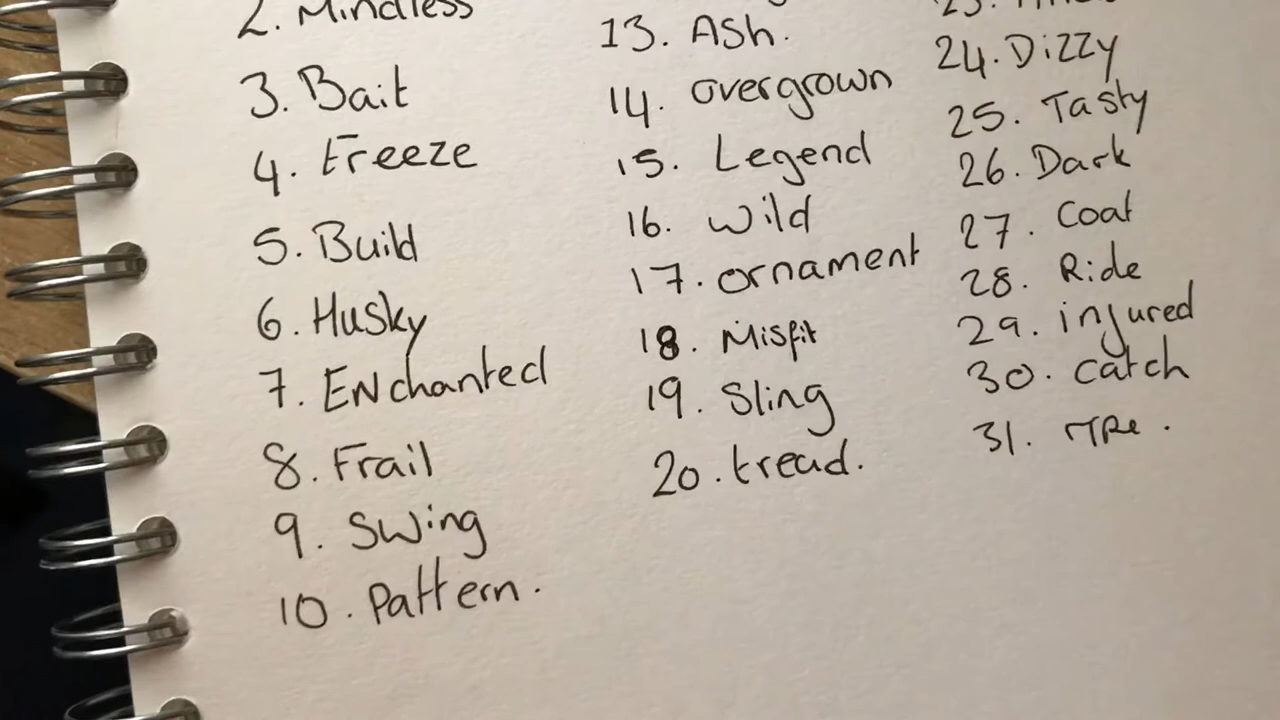 2. Mindless
3. Bait
4. Freeze
5. Build
6. Husky
7. ENchanted
8. Frail
9. Swing
10. Pattern.
13. Ash.
14. overgrown
15. Legend
16. Wild
17. ornament
18. Misfit
19. Sling
20. tread.
23.
24. Dizzy
25. Tasty
26. Dark
27. Coat
28. Ride
29. injured
30. catch
31.